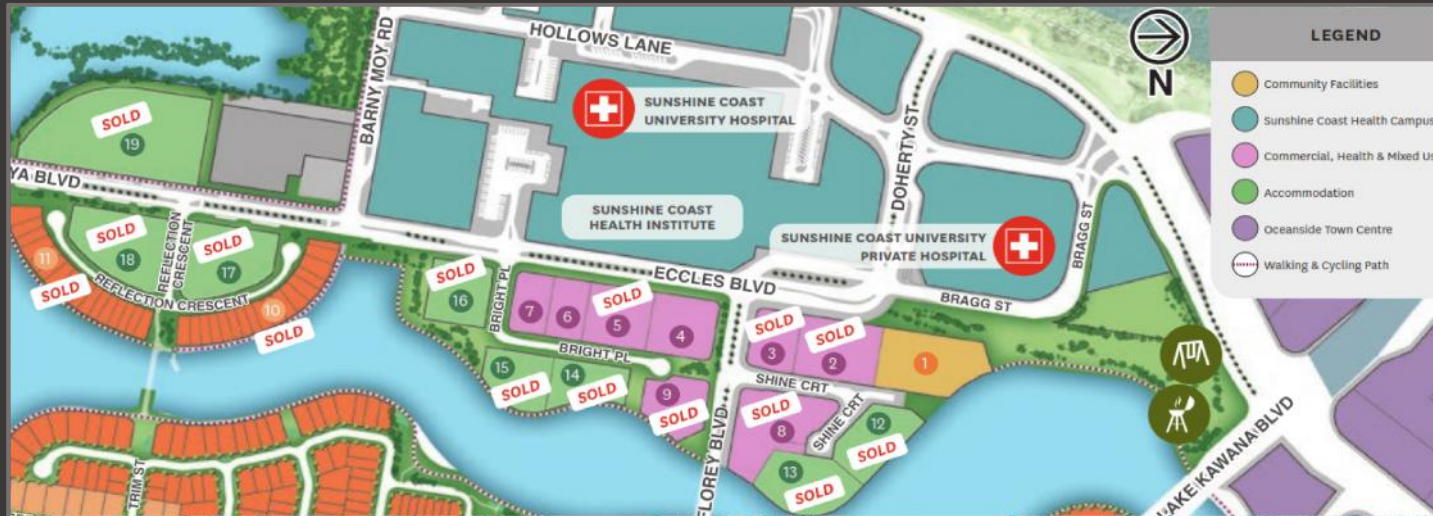 HOLLOWS LANE
BARNY MOY RD
SUNSHINE COAST
UNIVERSITY HOSPITAL
DOHERTY ST
N
LEGEND
Community Facilities
Sunshine Coast Health Campus
Commercial, Health & Mixed Us
Accommodation
Oceanside Town Centre
Walking & Cycling Path
SOLD
19
YA BLVD
SUNSHINE COAST
HEALTH INSTITUTE
SUNSHINE COAST UNIVERSITY
PRIVATE HOSPITAL
BRAGG ST
BRAGG ST
ECCLES BLVD
SOLD
18
REFLECTION
CRESCENT
SOLD
17
11
SOLD
REFLECTION CRESCENT
10
SOLD
SOLD
16
BRIGHT PL
7
6
SOLD
5
4
BRIGHT PL
15
SOLD
14
SOLD
9
SOLD
SOLD
3
SOLD
2
1
SHINE CRT
SOLD
8
SHINE CRT
12
SOLD
13
SOLD
FLOREY BLVD
LAKE KAWANA BLVD
TRIM ST